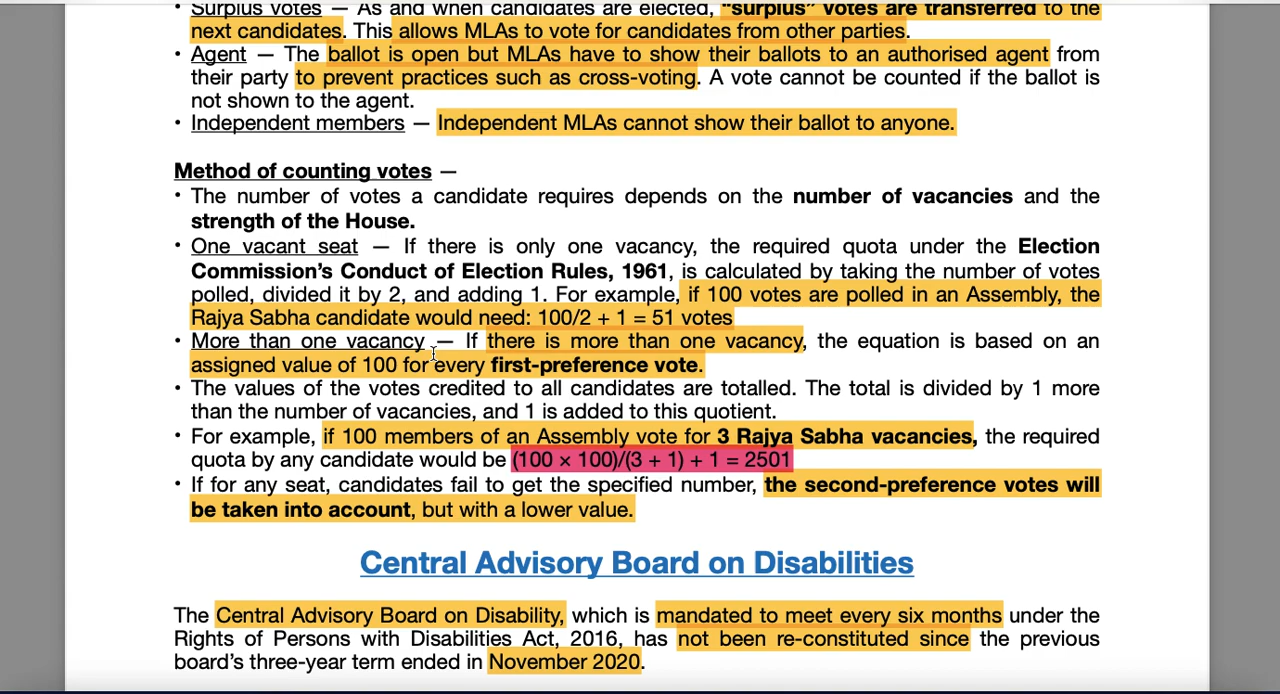 • Surplus votes — As and when candidates are elected, "surplus" votes are transferred to the
next candidates. This allows MLAs to vote for candidates from other parties.
• Agent — The ballot is open but MLAs have to show their ballots to an authorised agent from
their party to prevent practices such as cross-voting. A vote cannot be counted if the ballot is
not shown to the agent.
• Independent members — Independent MLAs cannot show their ballot to anyone.
Method of counting votes —
• The number of votes a candidate requires depends on the number of vacancies and the
strength of the House.
• One vacant seat — If there is only one vacancy, the required quota under the Election
Commission's Conduct of Election Rules, 1961, is calculated by taking the number of votes
polled, divided it by 2, and adding 1. For example, if 100 votes are polled in an Assembly, the
Rajya Sabha candidate would need: 100/2 + 1 = 51 votes
• More than one vacancy — If there is more than one vacancy, the equation is based on an
assigned value of 100 for every first-preference vote.
• The values of the votes credited to all candidates are totalled. The total is divided by 1 more
than the number of vacancies, and 1 is added to this quotient.
• For example, if 100 members of an Assembly vote for 3 Rajya Sabha vacancies, the required
quota by any candidate would be (100 × 100)/(3 + 1) + 1 = 2501
• If for any seat, candidates fail to get the specified number, the second-preference votes will
be taken into account, but with a lower value.
Central Advisory Board on Disabilities
The Central Advisory Board on Disability, which is mandated to meet every six months under the
Rights of Persons with Disabilities Act, 2016, has not been re-constituted since the previous
board's three-year term ended in November 2020.